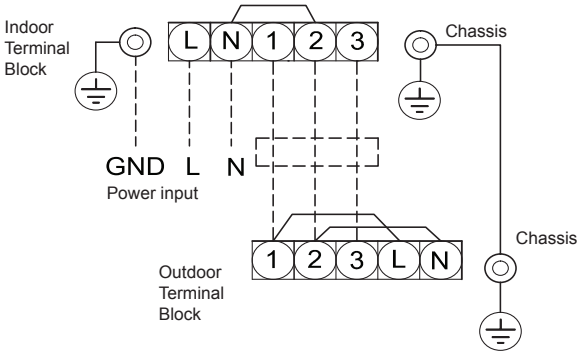 Indoor
Terminal
Block
L N 1 2 3
Chassis
GND L N
Power input
Outdoor
Terminal
Block
1 2 3 L N
Chassis